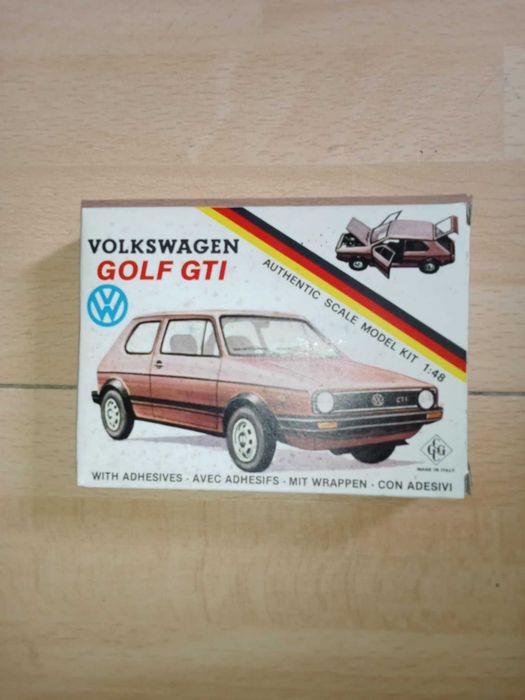 VOLKSWAGEN
GOLF GTI
VW
AUTHENTIC SCALE MODEL KIT 1:48
GTI
WITH ADHESIVES - AVEC ADHESIFS - MIT WRAPPEN - CON ADESIVI
MADE IN ITALY